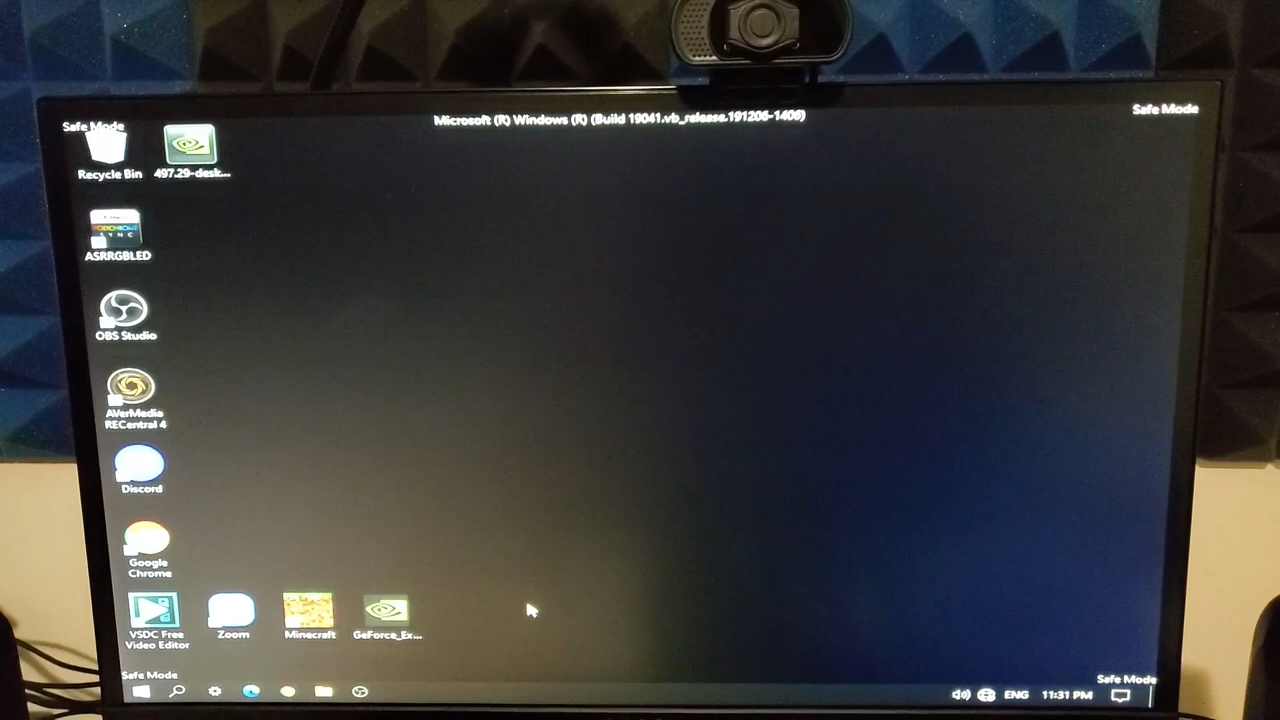 Safe Mode
Microsoft (R) Windows (R) (Build 19041.vb_release.191206-1406)
Safe Mode
Recycle Bin
497.29-desk...
POLYCHROME
SYNC
ASRRGBLED
OBS Studio
AVerMedia
RECentral 4
Discord
Google
Chrome
VSDC Free
Video Editor
Zoom
Minecraft
GeForce_Ex...
Safe Mode
Safe Mode
ENG
11:31 PM